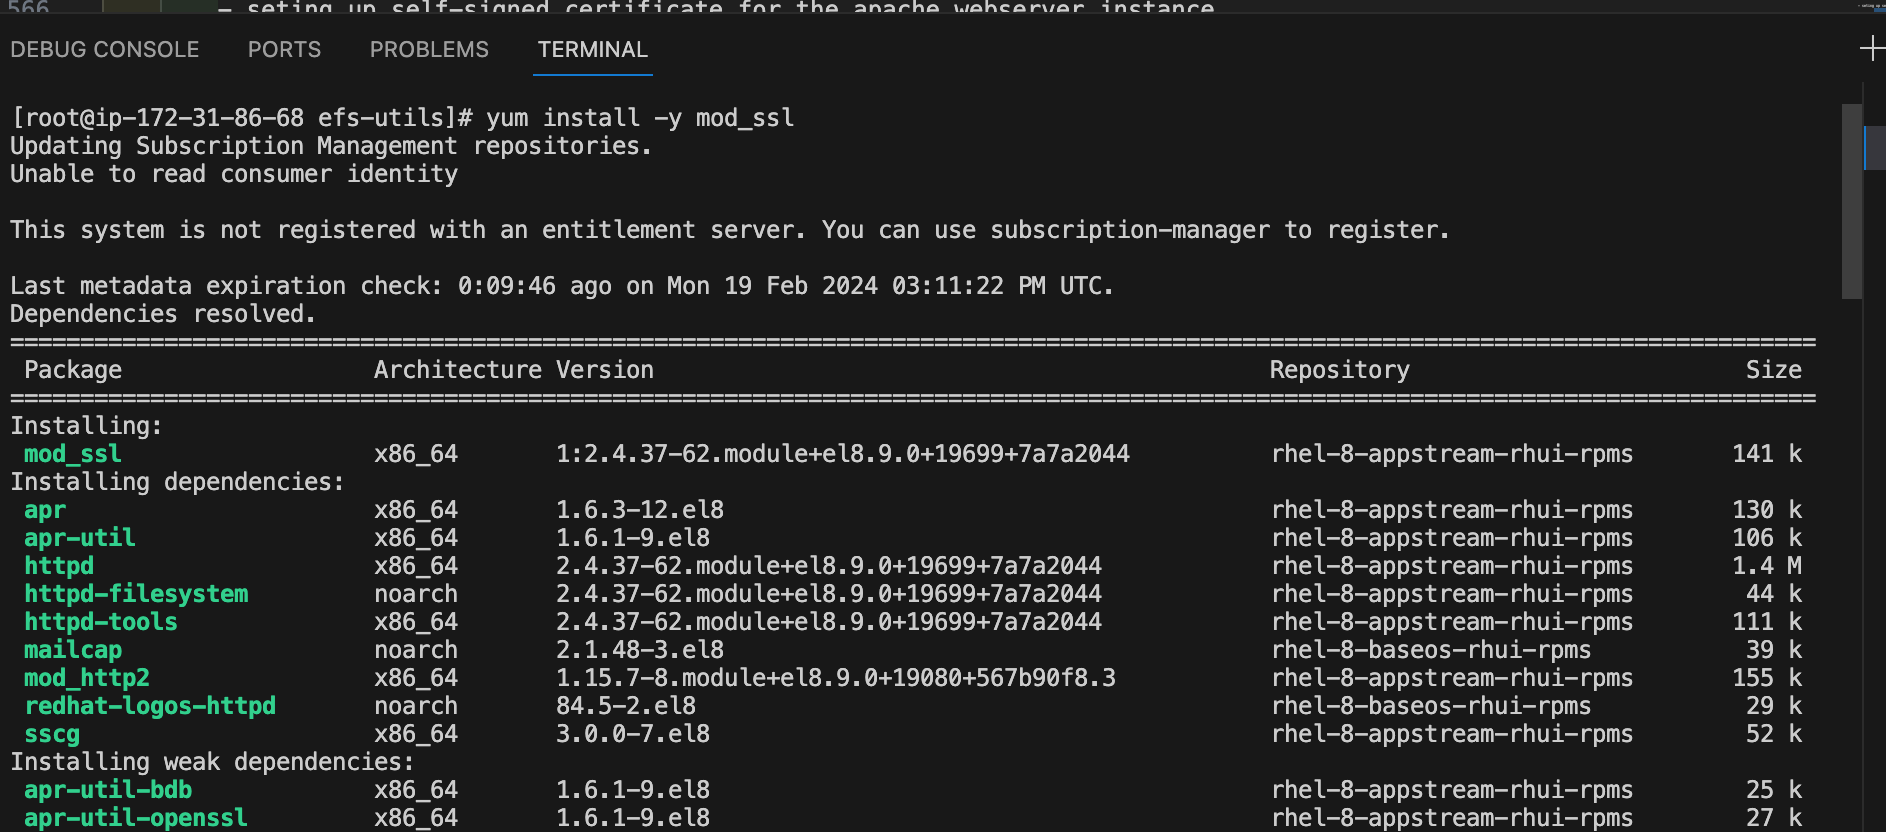 566 - seting up self-signed certificate for the apache webserver instance
DEBUG CONSOLE PORTS PROBLEMS TERMINAL
[root@ip-172-31-86-68 efs-utils]# yum install -y mod_ssl
Updating Subscription Management repositories.
Unable to read consumer identity
This system is not registered with an entitlement server. You can use subscription-manager to register.
Last metadata expiration check: 0:09:46 ago on Mon 19 Feb 2024 03:11:22 PM UTC.
Dependencies resolved.
Package Architecture Version Repository Size
Installing:
mod_ssl x86_64 1:2.4.37-62.module+el8.9.0+19699+7a7a2044 rhel-8-appstream-rhui-rpms 141 k
Installing dependencies:
apr x86_64 1.6.3-12.el8 rhel-8-appstream-rhui-rpms 130 k
apr-util x86_64 1.6.1-9.el8 rhel-8-appstream-rhui-rpms 106 k
httpd x86_64 2.4.37-62.module+el8.9.0+19699+7a7a2044 rhel-8-appstream-rhui-rpms 1.4 M
httpd-filesystem noarch 2.4.37-62.module+el8.9.0+19699+7a7a2044 rhel-8-appstream-rhui-rpms 44 k
httpd-tools x86_64 2.4.37-62.module+el8.9.0+19699+7a7a2044 rhel-8-appstream-rhui-rpms 111 k
mailcap noarch 2.1.48-3.el8 rhel-8-baseos-rhui-rpms 39 k
mod_http2 x86_64 1.15.7-8.module+el8.9.0+19080+567b90f8.3 rhel-8-appstream-rhui-rpms 155 k
redhat-logos-httpd noarch 84.5-2.el8 rhel-8-baseos-rhui-rpms 29 k
sscg x86_64 3.0.0-7.el8 rhel-8-appstream-rhui-rpms 52 k
Installing weak dependencies:
apr-util-bdb x86_64 1.6.1-9.el8 rhel-8-appstream-rhui-rpms 25 k
apr-util-openssl x86_64 1.6.1-9.el8 rhel-8-appstream-rhui-rpms 27 k